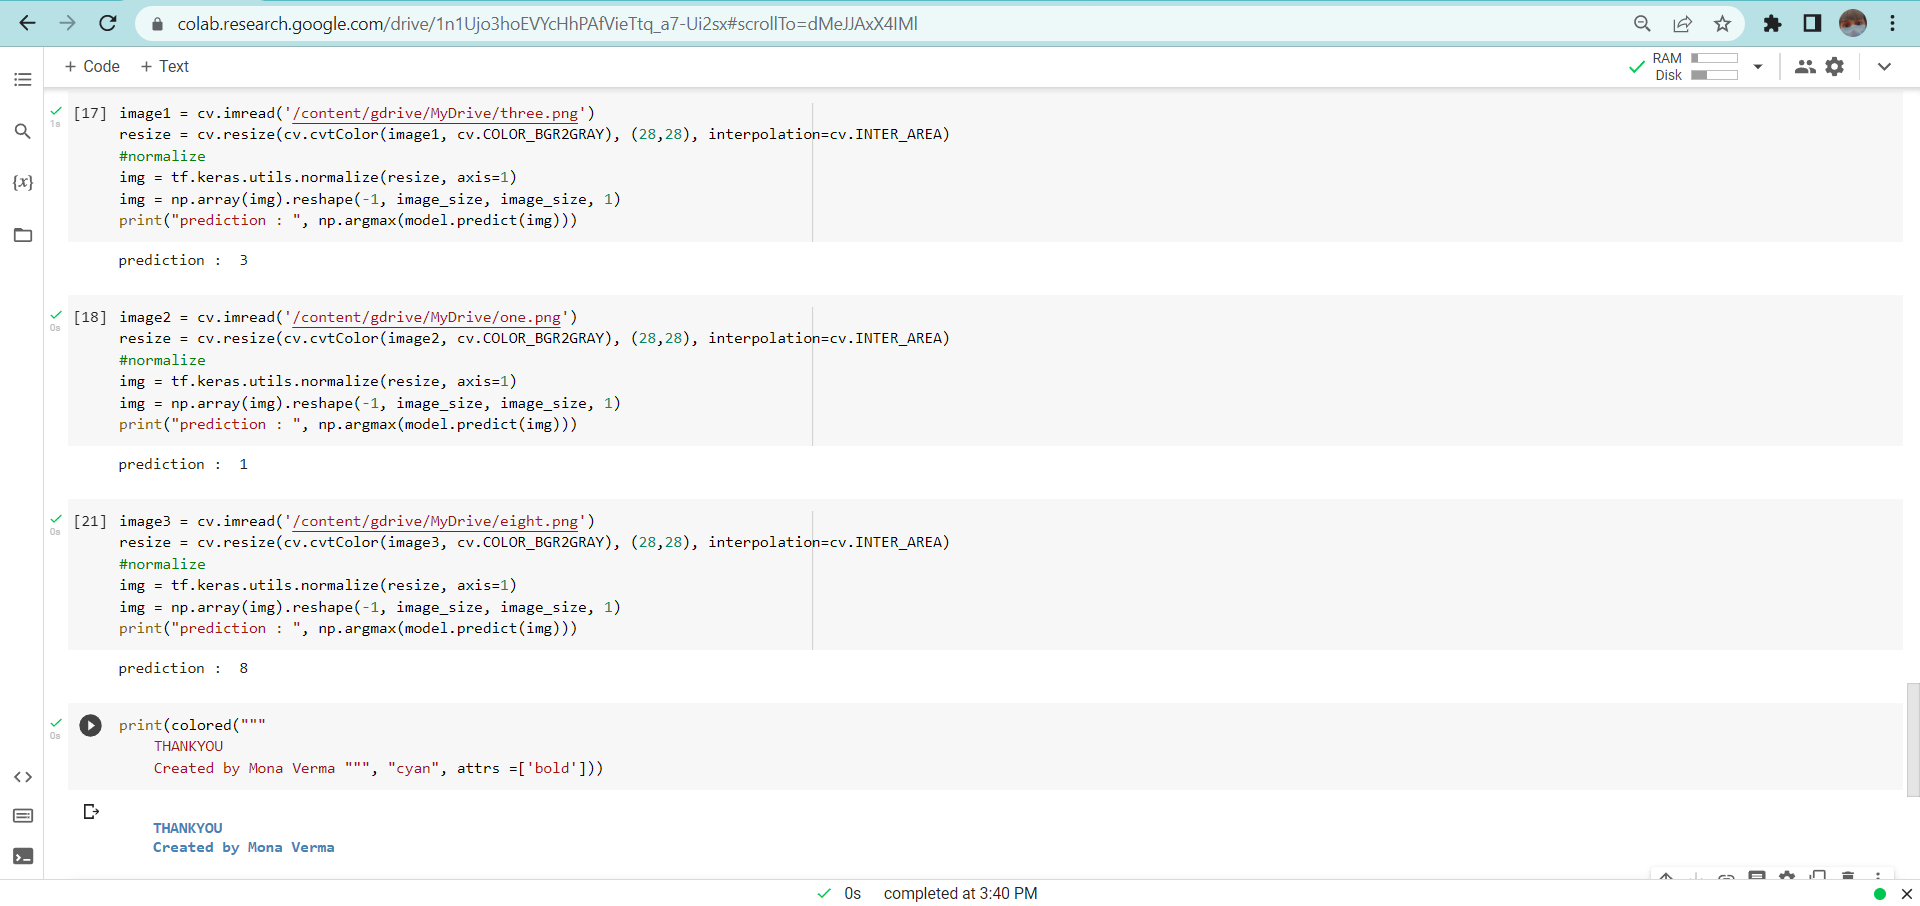 colab.research.google.com/drive/1n1Ujo3hoEVYcHhPAfVieTtq_a7-Ui2sx#scrollTo=dMeJJAxX4IMl
+ Code + Text
RAM
Disk
{x}
1s
[17] image1 = cv.imread('/content/gdrive/MyDrive/three.png')
resize = cv.resize(cv.cvtColor(image1, cv.COLOR_BGR2GRAY), (28,28), interpolation=cv.INTER_AREA)
#normalize
img = tf.keras.utils.normalize(resize, axis=1)
img = np.array(img).reshape(-1, image_size, image_size, 1)
print("prediction : ", np.argmax(model.predict(img)))
prediction :  3
0s
[18] image2 = cv.imread('/content/gdrive/MyDrive/one.png')
resize = cv.resize(cv.cvtColor(image2, cv.COLOR_BGR2GRAY), (28,28), interpolation=cv.INTER_AREA)
#normalize
img = tf.keras.utils.normalize(resize, axis=1)
img = np.array(img).reshape(-1, image_size, image_size, 1)
print("prediction : ", np.argmax(model.predict(img)))
prediction :  1
0s
[21] image3 = cv.imread('/content/gdrive/MyDrive/eight.png')
resize = cv.resize(cv.cvtColor(image3, cv.COLOR_BGR2GRAY), (28,28), interpolation=cv.INTER_AREA)
#normalize
img = tf.keras.utils.normalize(resize, axis=1)
img = np.array(img).reshape(-1, image_size, image_size, 1)
print("prediction : ", np.argmax(model.predict(img)))
prediction :  8
0s
print(colored("""
THANKYOU
Created by Mona Verma """, "cyan", attrs =['bold']))
THANKYOU
Created by Mona Verma
0s completed at 3:40 PM